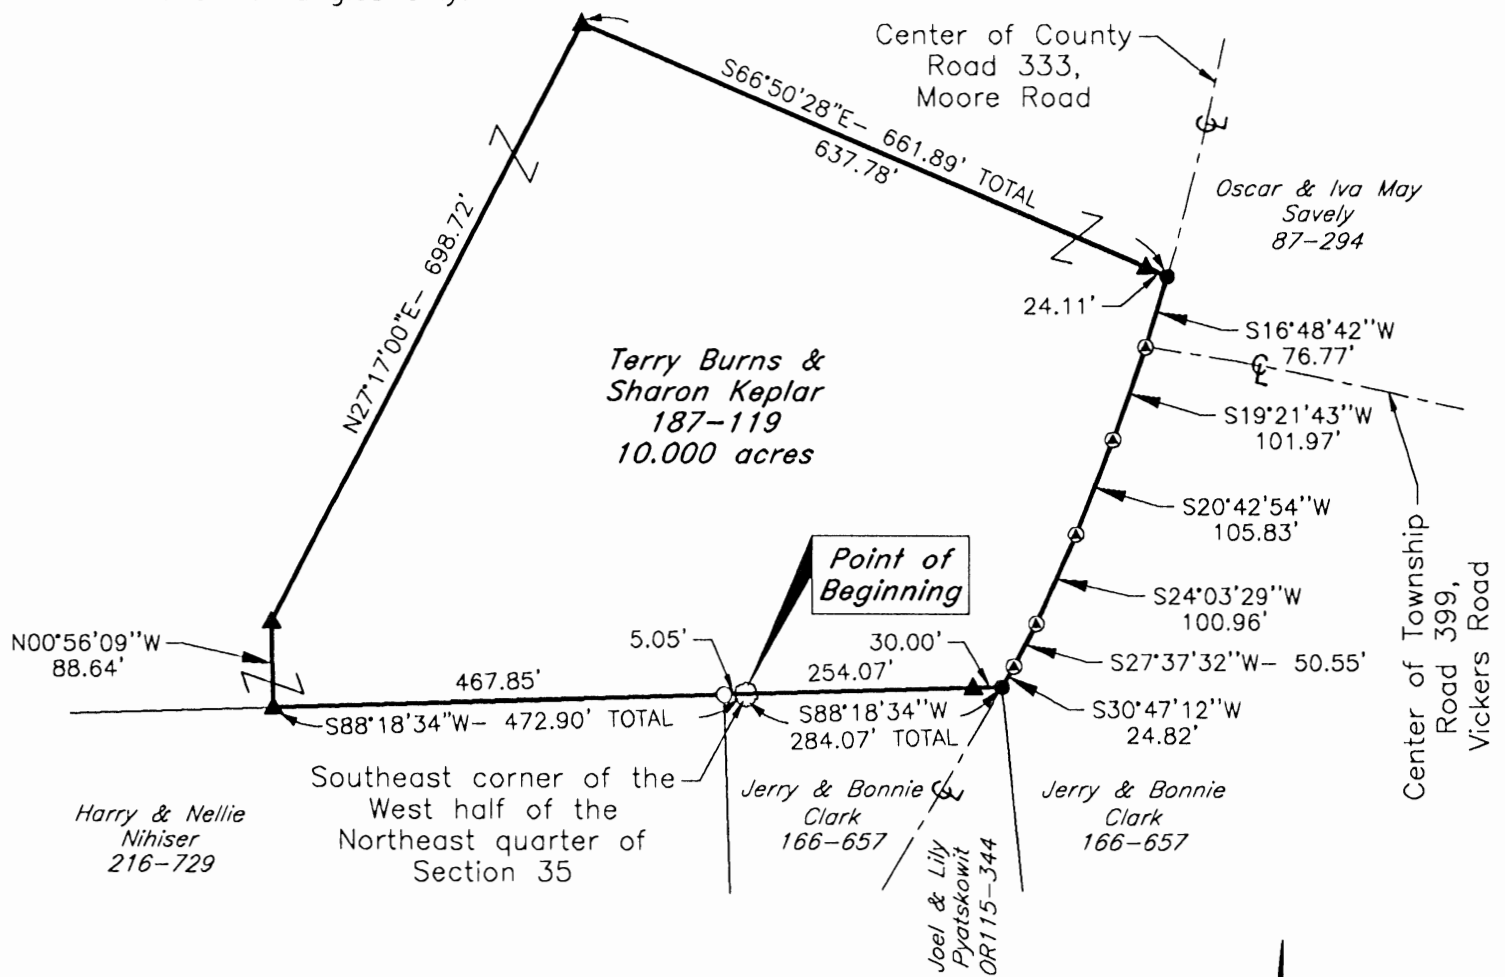 Center of County
Road 333,
Moore Road
S66°50'28"E- 661.89' TOTAL
637.78'
Oscar & Iva May
Savely
87-294
N27°17'00"E- 698.72'
24.11'
S16°48'42"W
76.77'
Terry Burns &
Sharon Keplar
187-119
10.000 acres
S19°21'43"W
101.97'
S20°42'54"W
105.83'
Point of
Beginning
S24°03'29"W
100.96'
Center of Township
Road 399,
Vickers Road
N00°56'09"W
88.64'
5.05'
30.00'
S27°37'32"W- 50.55'
467.85'
254.07'
S88°18'34"W- 472.90' TOTAL
S88°18'34"W
284.07' TOTAL
S30°47'12"W
24.82'
Southeast corner of the
West half of the
Northeast quarter of
Section 35
Jerry & Bonnie
Clark
166-657
Jerry & Bonnie
Clark
166-657
Harry & Nellie
Nihiser
216-729
Joel & Lily
Pyatskowit
OR115-344